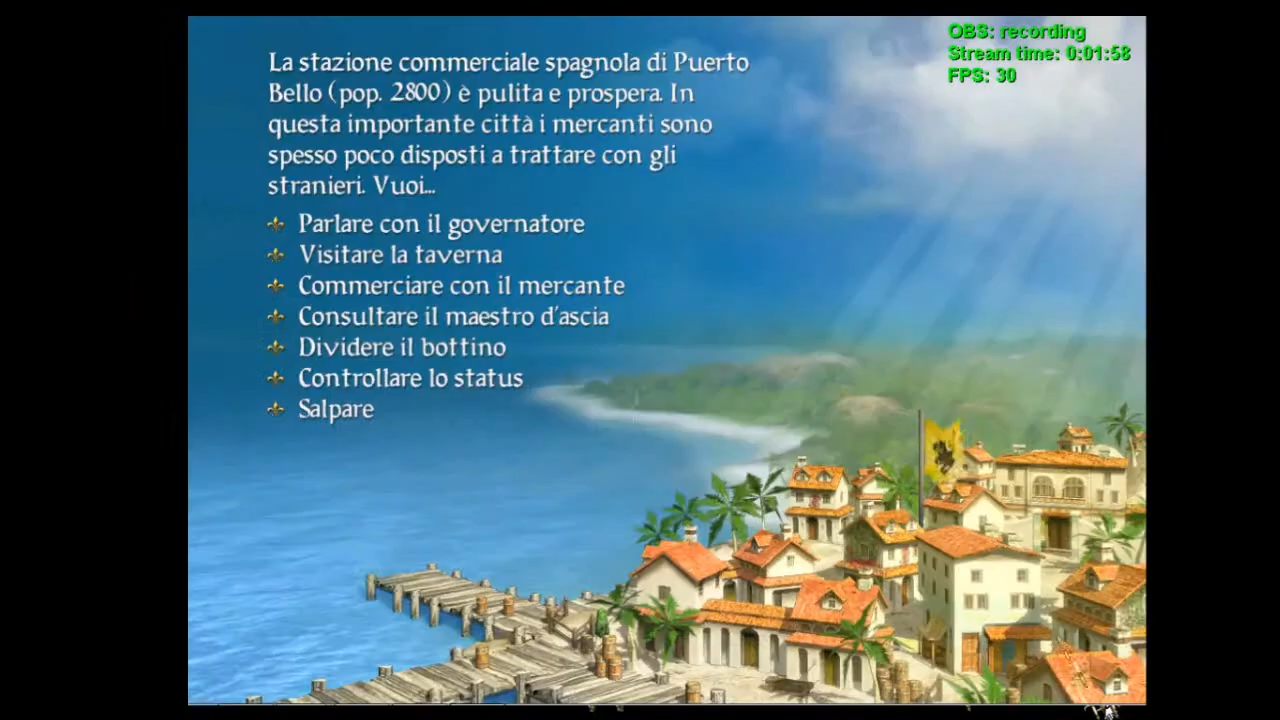 La stazione commerciale spagnola di Puerto
Bello (pop. 2800) è pulita e prospera. In
questa importante città i mercanti sono
spesso poco disposti a trattare con gli
stranieri. Vuoi...
Parlare con il governatore
Visitare la taverna
Commerciare con il mercante
Consultare il maestro d'ascia
Dividere il bottino
Controllare lo status
Salpare
OBS: recording
Stream time: 0:01:58
FPS: 30